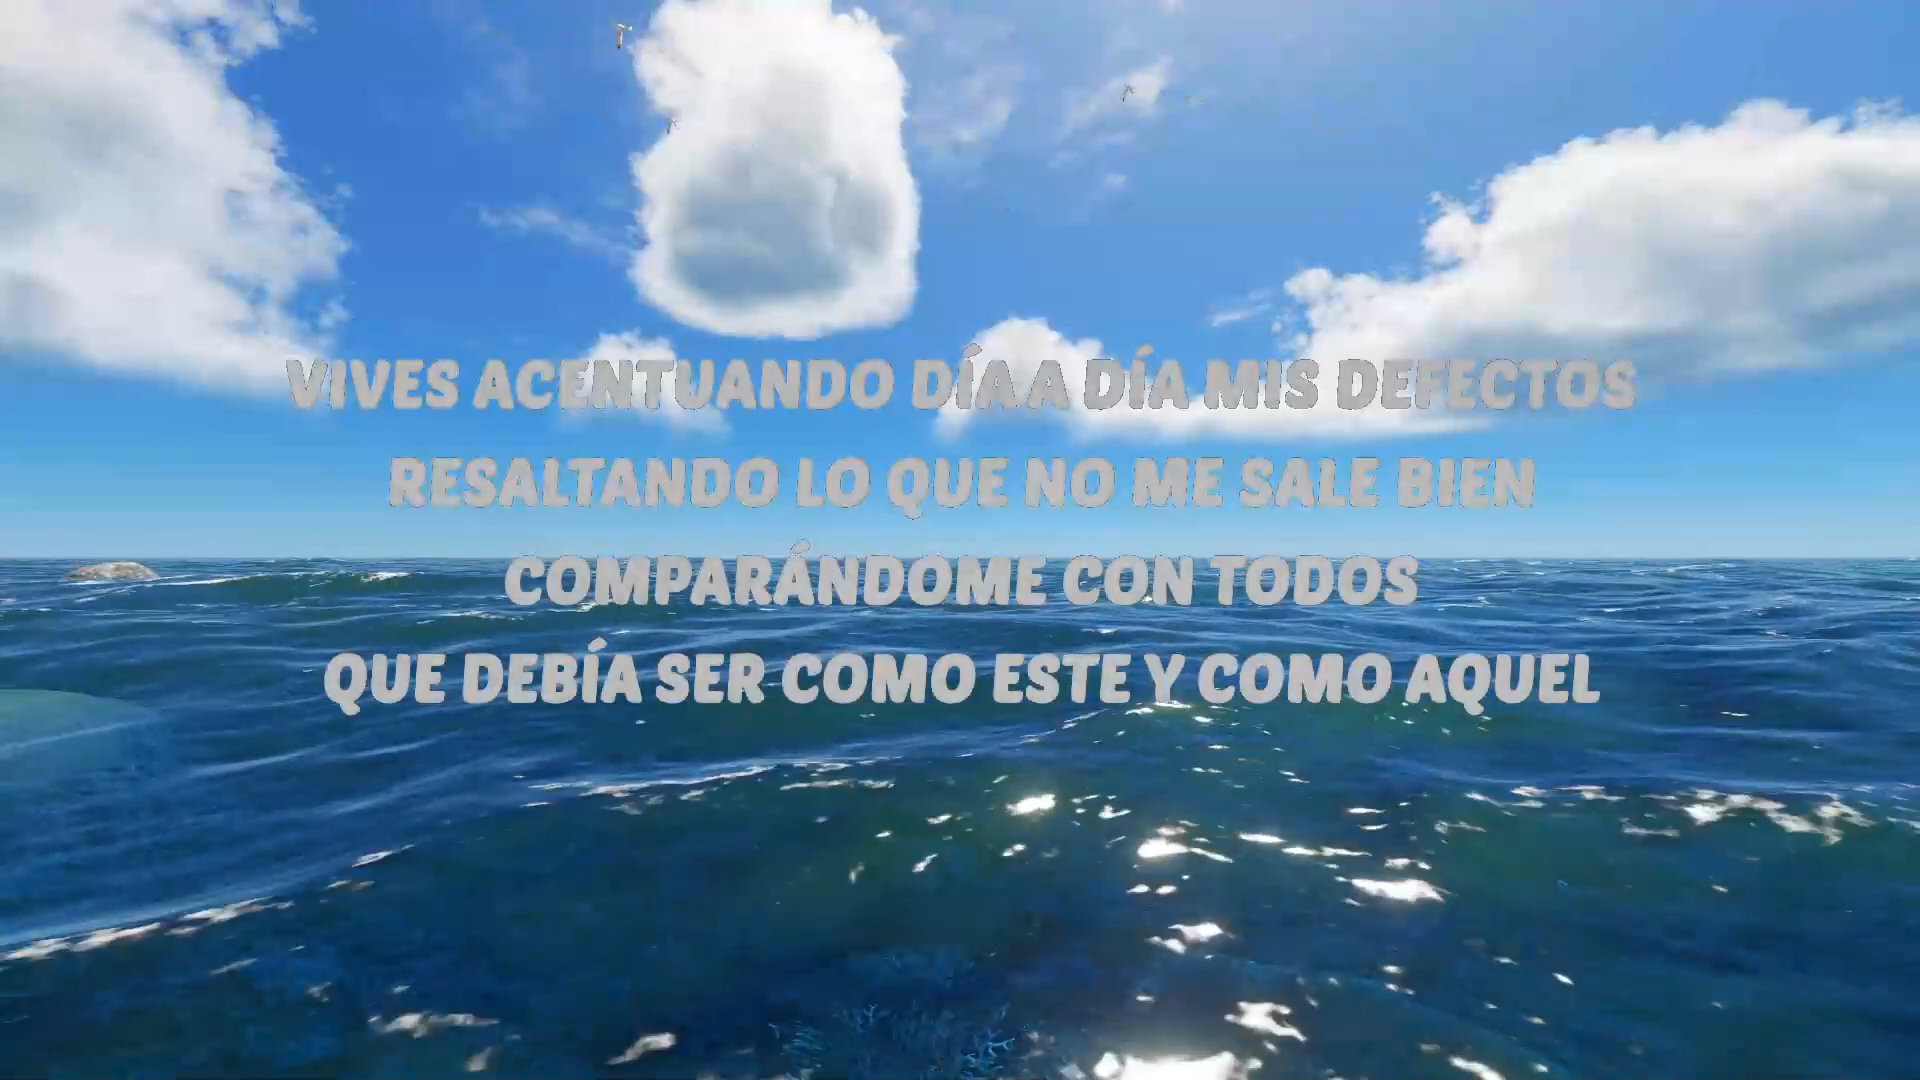 VIVES ACENTUANDO DÍA A DÍA MIS DEFECTOS
RESALTANDO LO QUE NO ME SALE BIEN
COMPARÁNDOME CON TODOS
QUE DEBÍA SER COMO ESTE Y COMO AQUEL